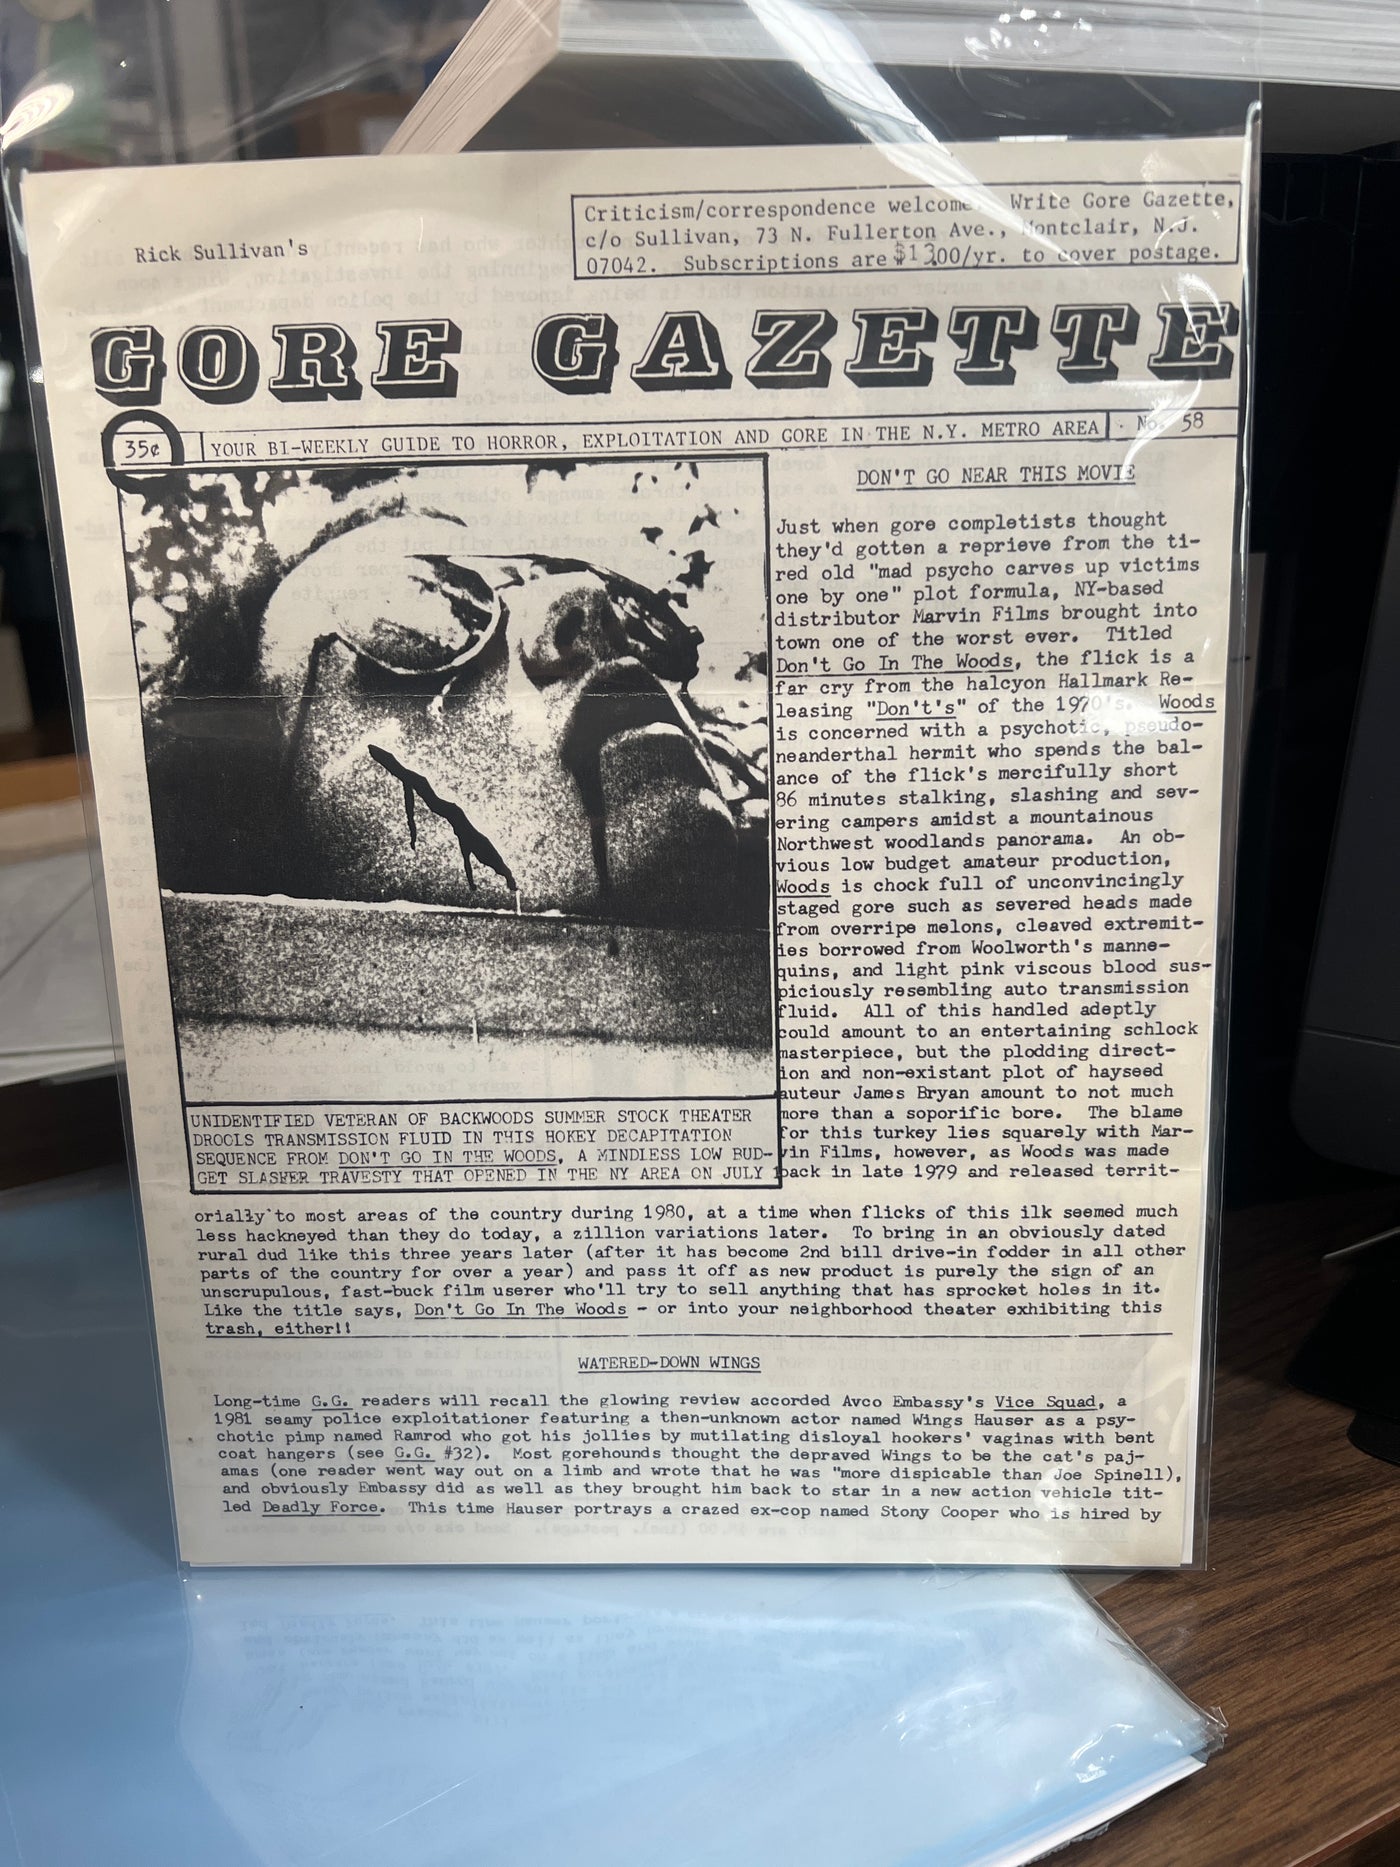 Rick Sullivan's
Criticism/correspondence welcome. Write Gore Gazette,
c/o Sullivan, 73 N. Fullerton Ave., Montclair, N.J.
07042. Subscriptions are $13.00/yr. to cover postage.
GORE GAZETTE
35¢ YOUR BI-WEEKLY GUIDE TO HORROR, EXPLOITATION AND GORE IN THE N.Y. METRO AREA No. 58
DON'T GO NEAR THIS MOVIE
Just when gore completists thought
they'd gotten a reprieve from the ti-
red old "mad psycho carves up victims
one by one" plot formula, NY-based
distributor Marvin Films brought into
town one of the worst ever. Titled
Don't Go In The Woods, the flick is a
far cry from the halcyon Hallmark Re-
leasing "Don't's" of the 1970's. Woods
is concerned with a psychotic, pseudo-
neanderthal hermit who spends the bal-
ance of the flick's mercifully short
86 minutes stalking, slashing and sev-
ering campers amidst a mountainous
Northwest woodlands panorama. An ob-
vious low budget amateur production,
Woods is chock full of unconvincingly
staged gore such as severed heads made
from overripe melons, cleaved extremit-
ies borrowed from Woolworth's manne-
quins, and light pink viscous blood sus-
piciously resembling auto transmission
fluid. All of this handled adeptly
could amount to an entertaining schlock
masterpiece, but the plodding direct-
ion and non-existant plot of hayseed
auteur James Bryan amount to not much
more than a soporific bore. The blame
for this turkey lies squarely with Mar-
vin Films, however, as Woods was made
back in late 1979 and released territ-
UNIDENTIFIED VETERAN OF BACKWOODS SUMMER STOCK THEATER
DROOLS TRANSMISSION FLUID IN THIS HOKEY DECAPITATION
SEQUENCE FROM DON'T GO IN THE WOODS, A MINDLESS LOW BUD-
GET SLASHER TRAVESTY THAT OPENED IN THE NY AREA ON JULY 1
orially to most areas of the country during 1980, at a time when flicks of this ilk seemed much
less hackneyed than they do today, a zillion variations later. To bring in an obviously dated
rural dud like this three years later (after it has become 2nd bill drive-in fodder in all other
parts of the country for over a year) and pass it off as new product is purely the sign of an
unscrupulous, fast-buck film userer who'll try to sell anything that has sprocket holes in it.
Like the title says, Don't Go In The Woods - or into your neighborhood theater exhibiting this
trash, either!!
WATERED-DOWN WINGS
Long-time G.G. readers will recall the glowing review accorded Avco Embassy's Vice Squad, a
1981 seamy police exploitationer featuring a then-unknown actor named Wings Hauser as a psy-
chotic pimp named Ramrod who got his jollies by mutilating disloyal hookers' vaginas with bent
coat hangers (see G.G. #32). Most gorehounds thought the depraved Wings to be the cat's paj-
amas (one reader went way out on a limb and wrote that he was "more dispicable than Joe Spinell),
and obviously Embassy did as well as they brought him back to star in a new action vehicle tit-
led Deadly Force. This time Hauser portrays a crazed ex-cop named Stony Cooper who is hired by